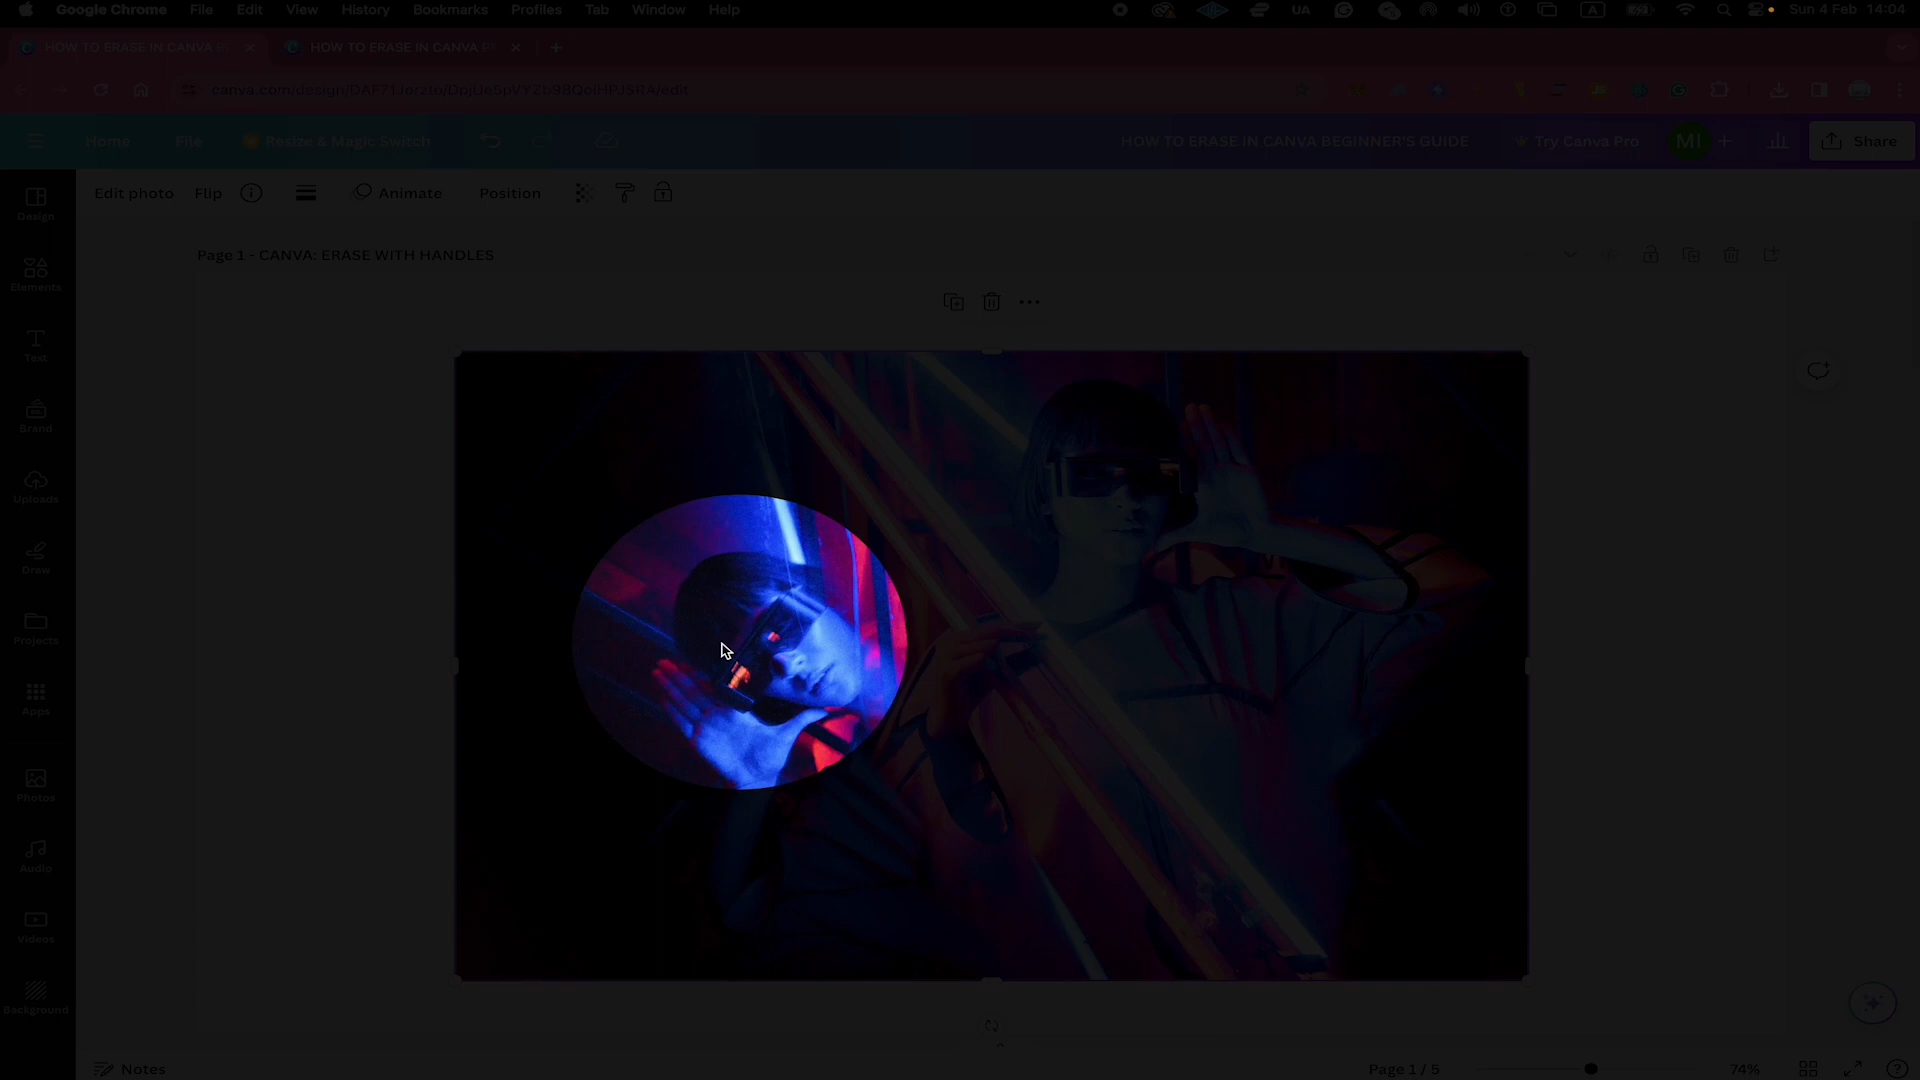 Google Chrome File Edit View History Bookmarks Profiles Tab Window Help UA A Sun 4 Feb 14:04
HOW TO ERASE IN CANVA B HOW TO ERASE IN CANVA P
Home File Resize & Magic Switch HOW TO ERASE IN CANVA BEGINNER'S GUIDE Try Canva Pro MI Share
Edit photo Flip Animate Position
Page 1 - CANVA: ERASE WITH HANDLES
Design
Elements
Text
Brand
Uploads
Draw
Projects
Apps
Photos
Audio
Videos
Background
Notes Page 1 / 5 74%